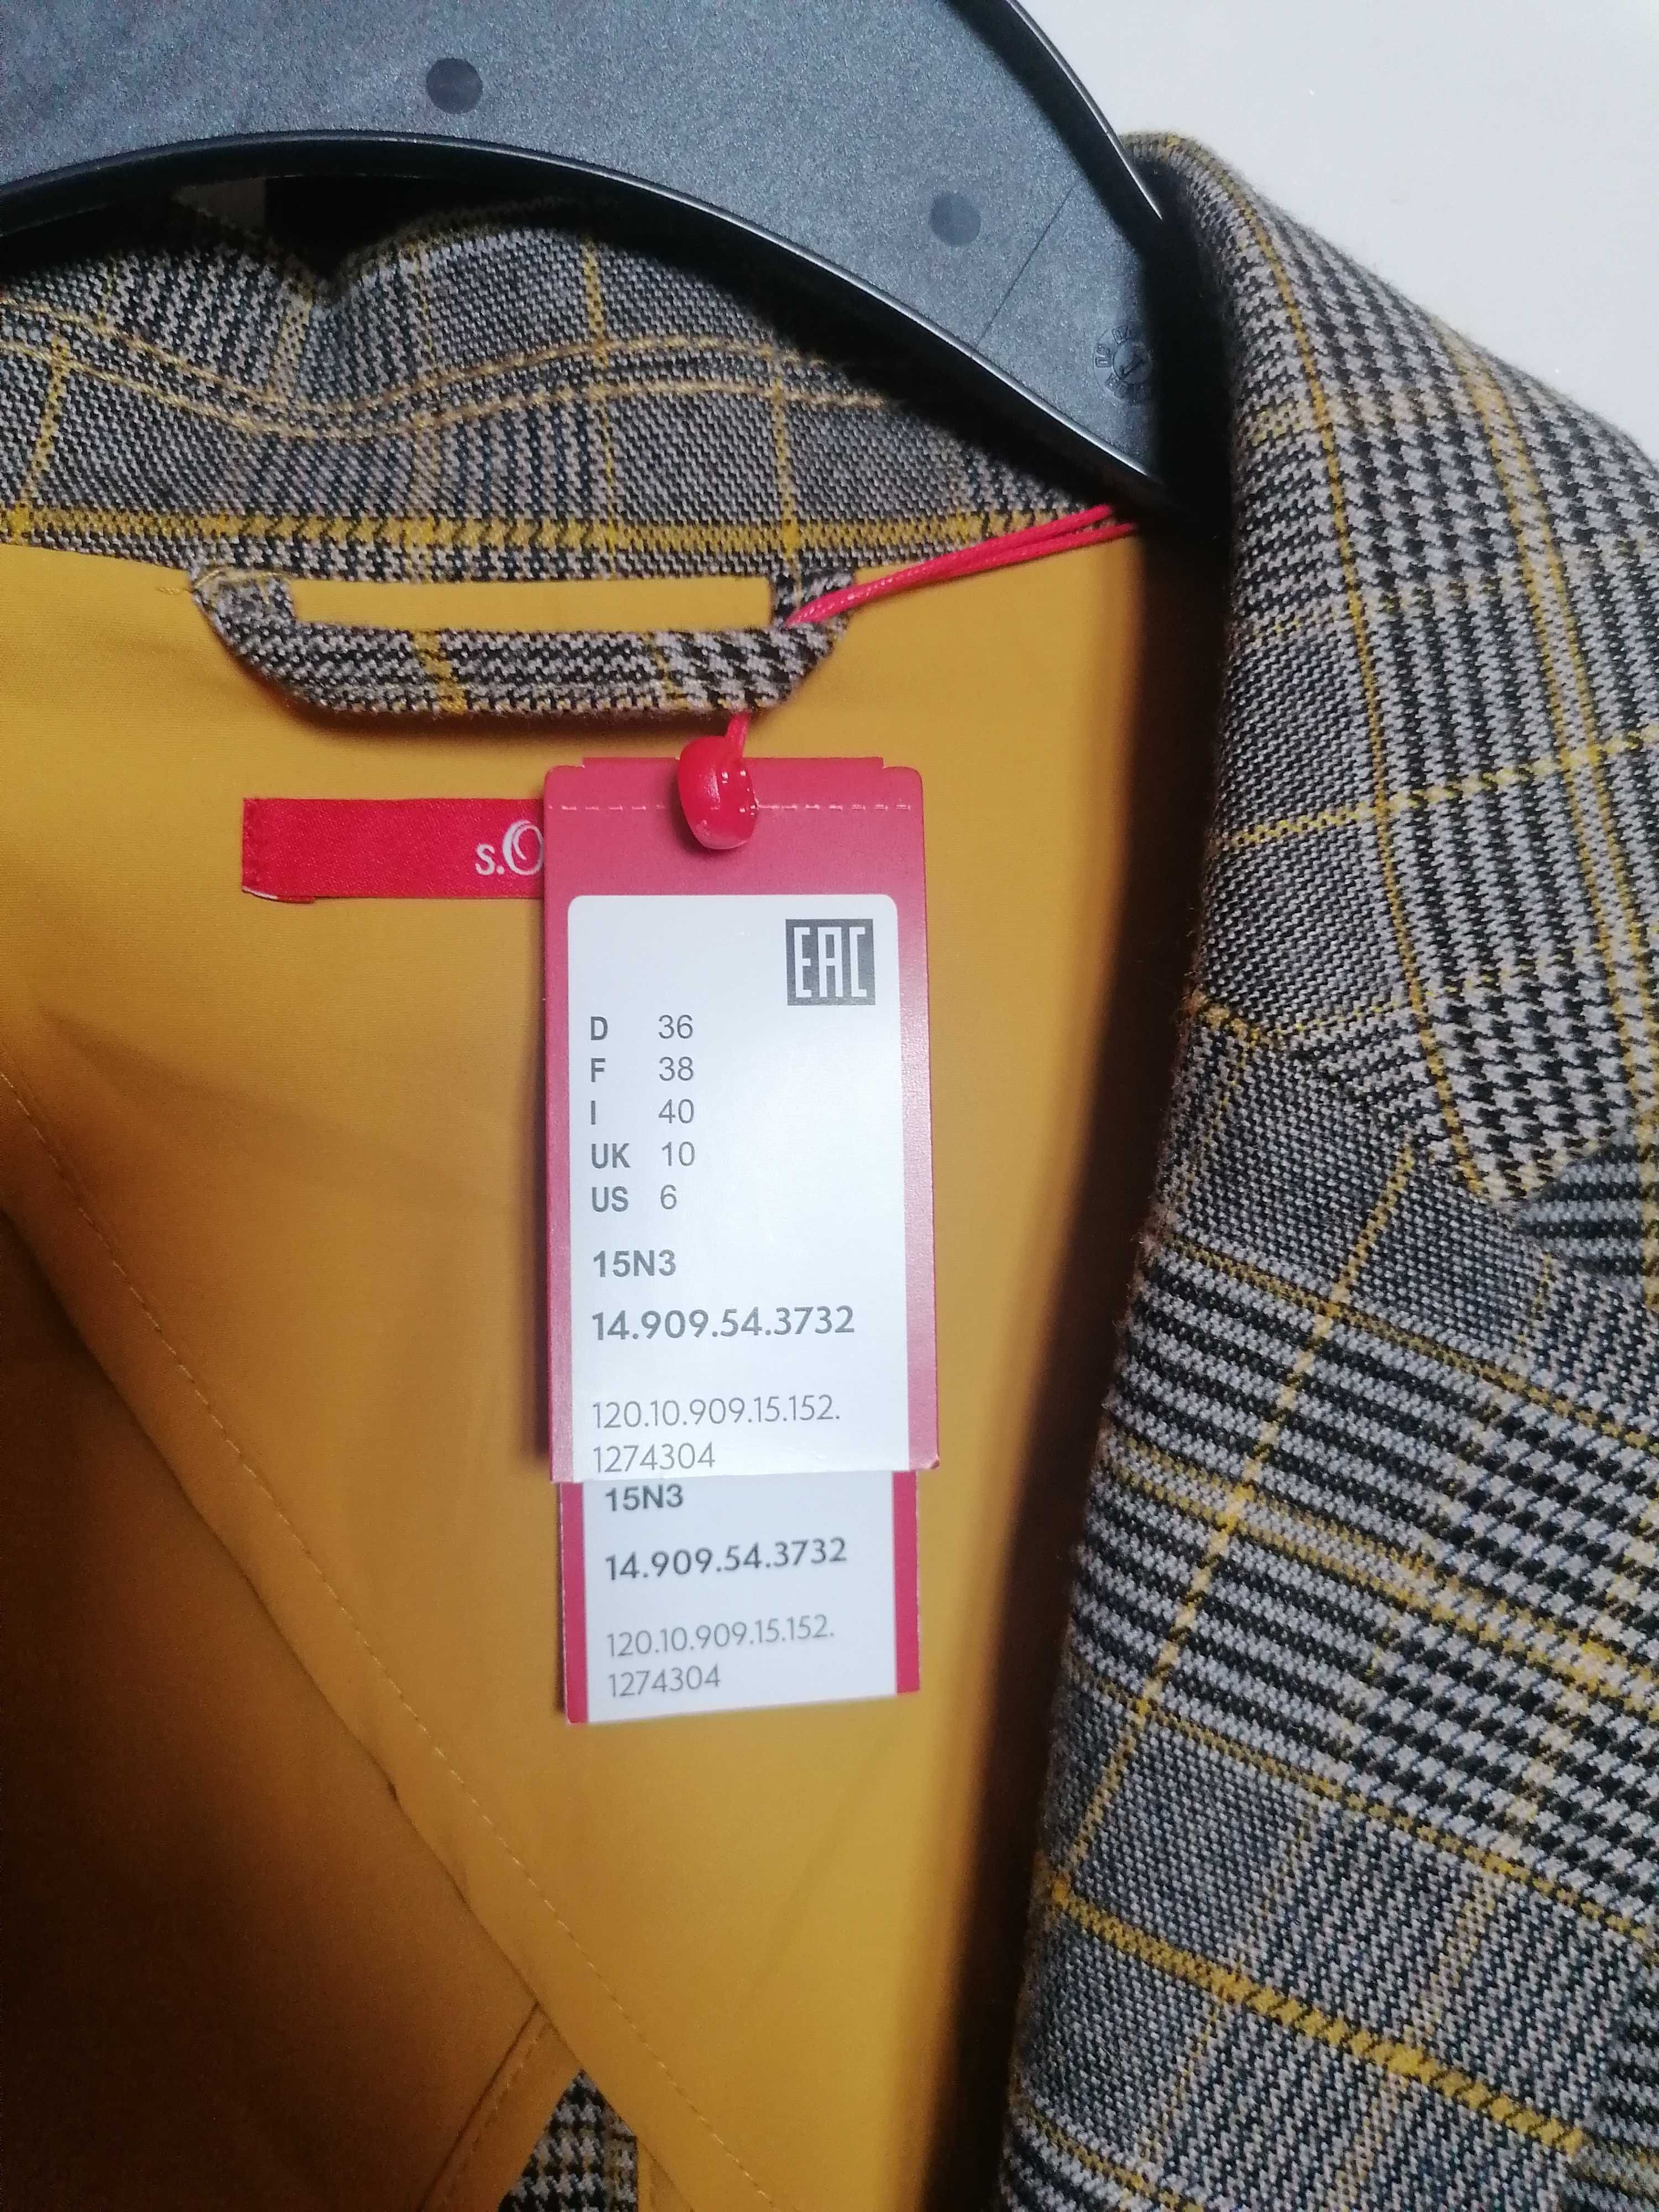 s.O
EAC
D 36
F 38
I 40
UK 10
US 6
15N3
14.909.54.3732
120.10.909.15.152.
1274304
15N3
14.909.54.3732
120.10.909.15.152.
1274304